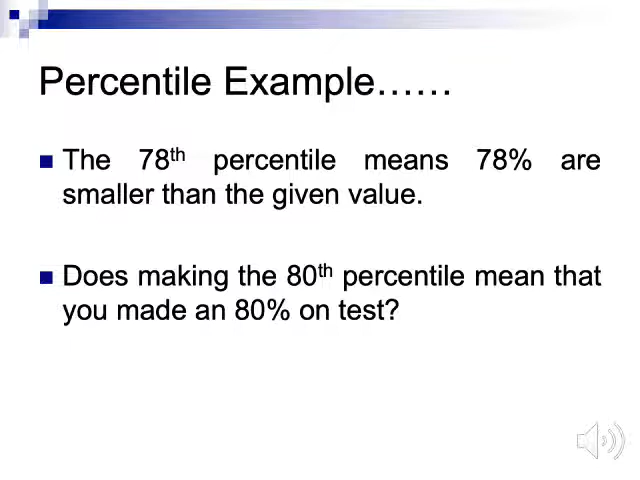 Percentile Example……
The 78th percentile means 78% are
smaller than the given value.
Does making the 80th percentile mean that
you made an 80% on test?